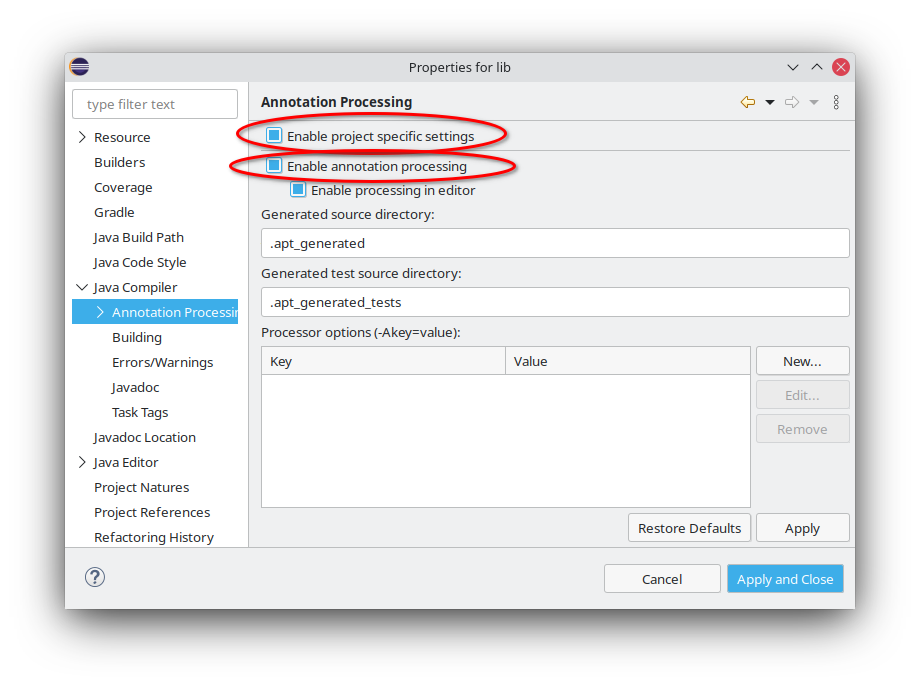 Properties for lib
type filter text
Resource
Builders
Coverage
Gradle
Java Build Path
Java Code Style
Java Compiler
Annotation Processin
Building
Errors/Warnings
Javadoc
Task Tags
Javadoc Location
Java Editor
Project Natures
Project References
Refactoring History
Annotation Processing
Enable project specific settings
Enable annotation processing
Enable processing in editor
Generated source directory:
.apt_generated
Generated test source directory:
.apt_generated_tests
Processor options (-Akey=value):
Key Value
New...
Edit...
Remove
Restore Defaults Apply
? Cancel Apply and Close